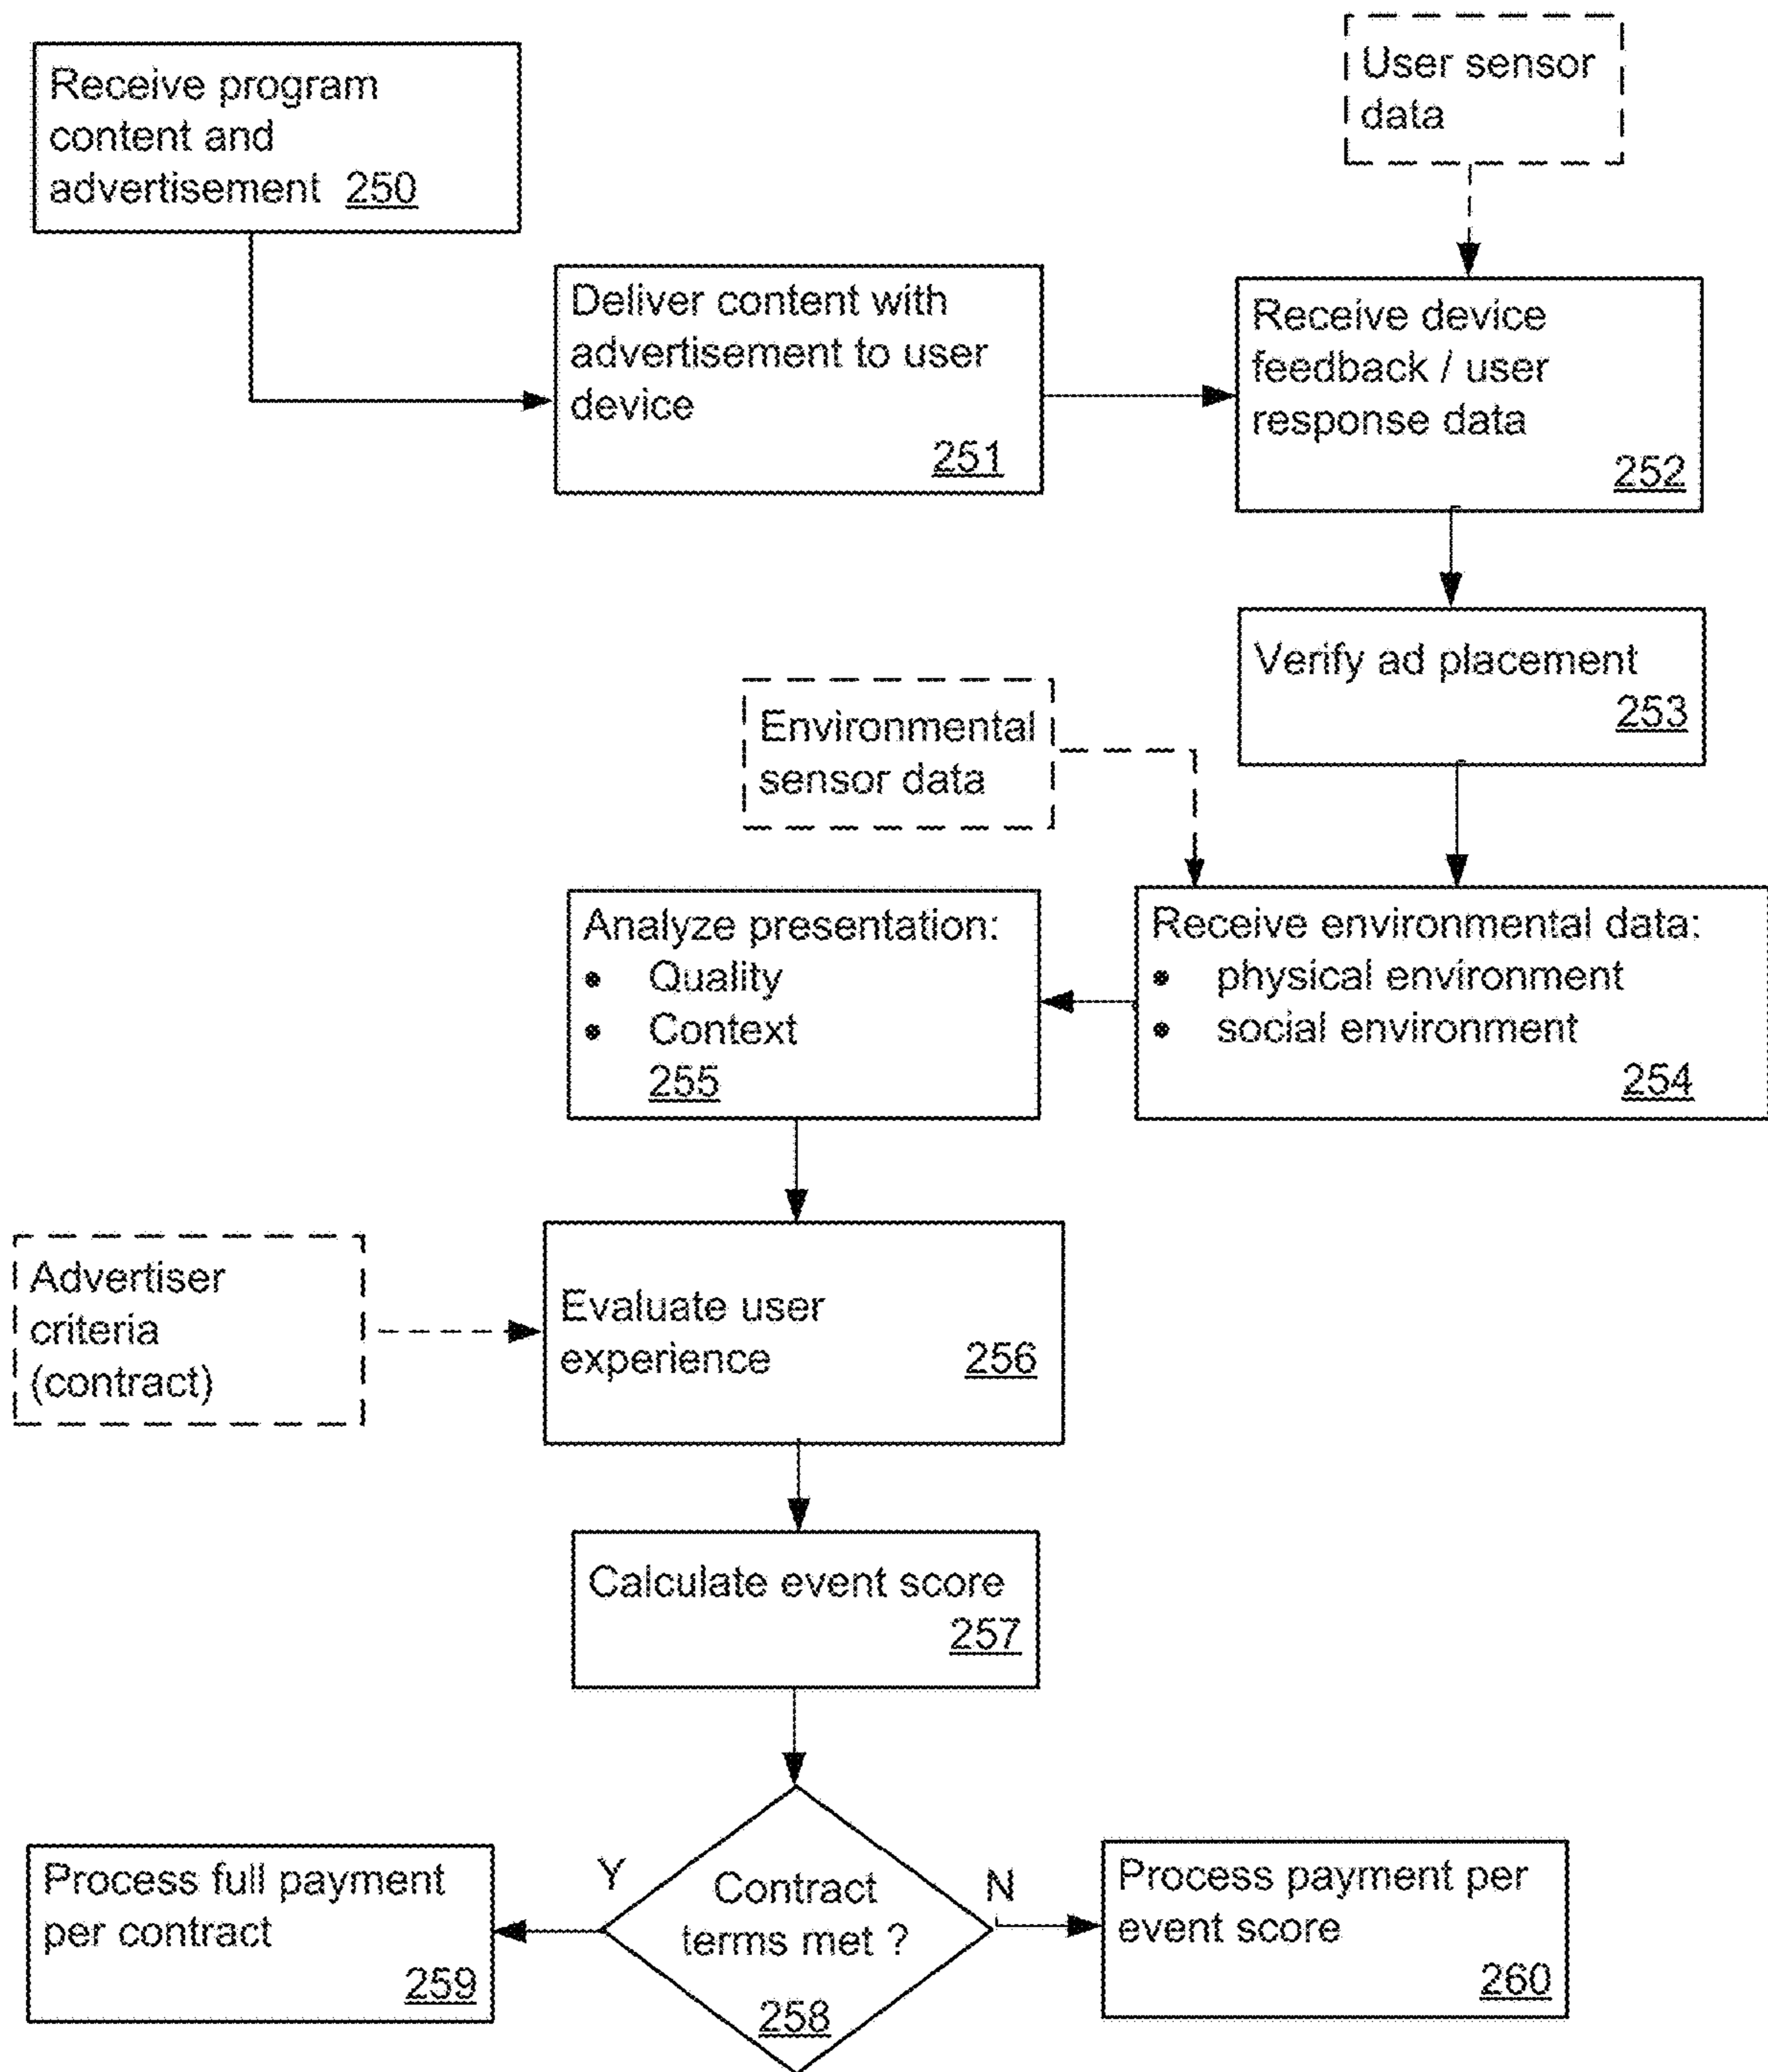 Receive program
content and
advertisement 250
User sensor
data
Deliver content with
advertisement to user
device
251
Receive device
feedback / user
response data
252
Verify ad placement
253
Environmental
sensor data
Receive environmental data:
• physical environment
• social environment
254
Analyze presentation:
• Quality
• Context
255
Advertiser
criteria
(contract)
Evaluate user
experience 256
Calculate event score
257
Contract
terms met ?
258
Y
Process full payment
per contract
259
N
Process payment per
event score
260